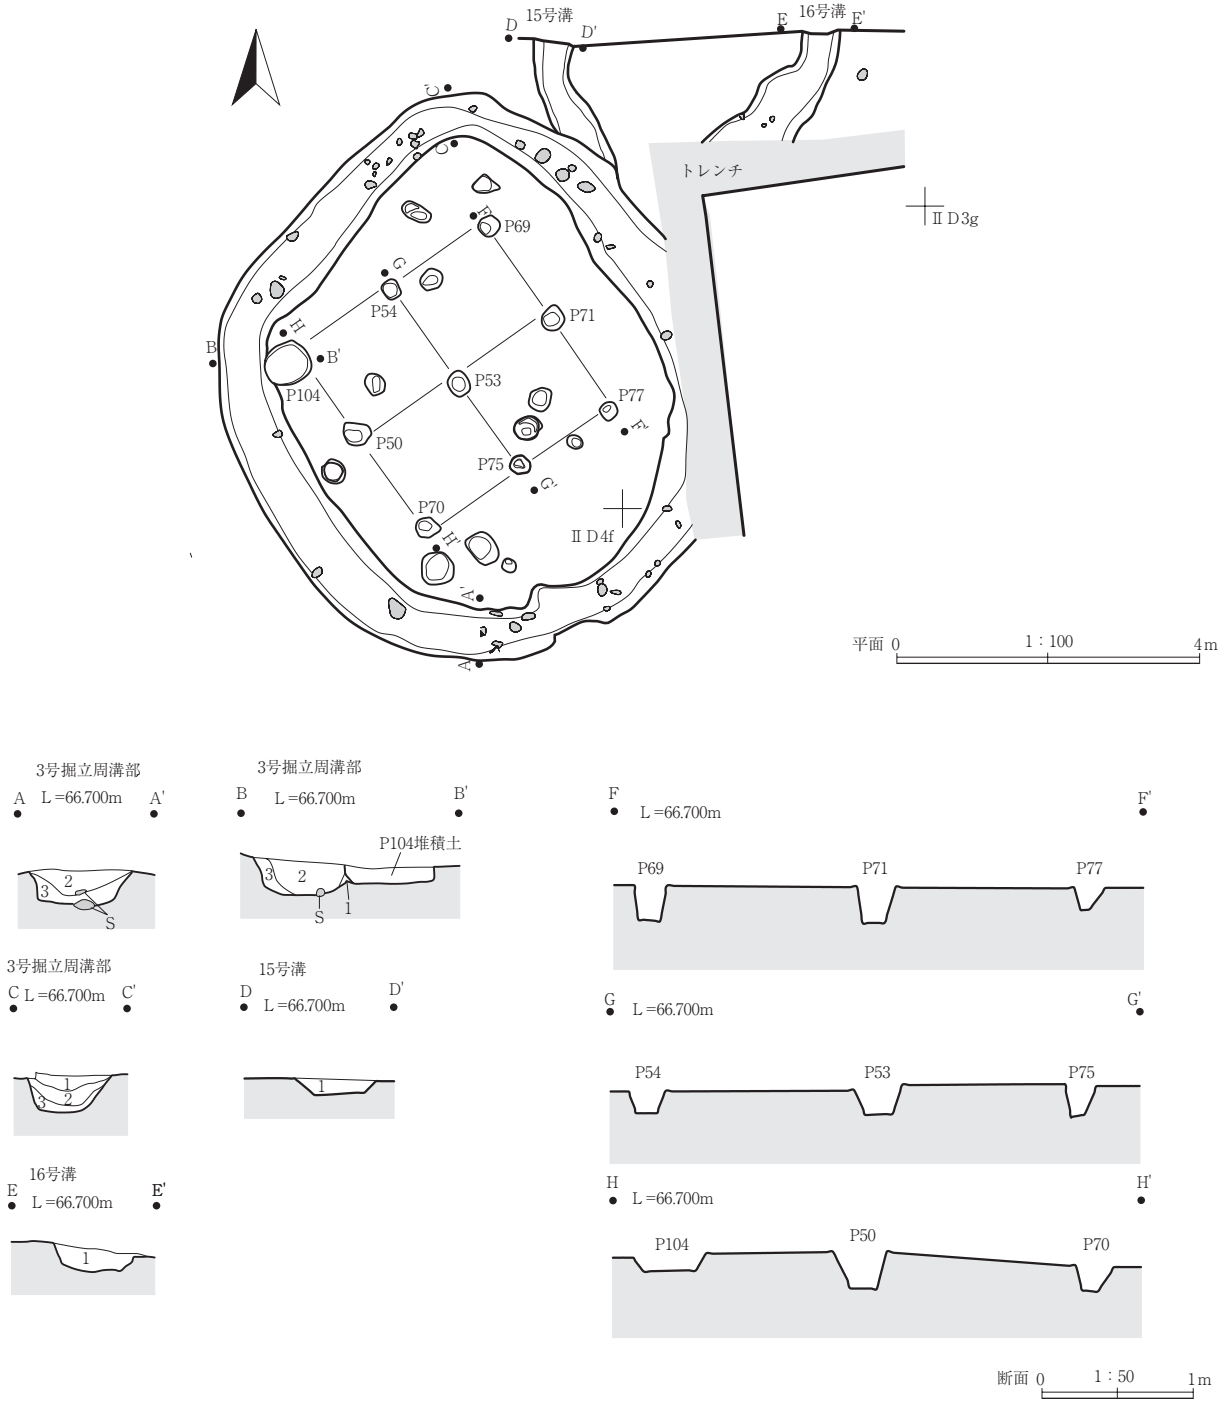 D 15号溝 D' E 16号溝 E'
C'
C
トレンチ
ⅡD3g
F
P69
G
P54
P71
H
B B'
P104
P53
P77
F'
P50
P75
G'
P70
H'
ⅡD4f
A'
A
平面 0 1:100 4m
3号掘立周溝部
A L=66.700m A'
2
3
S
3号掘立周溝部
B L=66.700m B'
P104堆積土
3 2
S 1
F L=66.700m F'
P69 P71 P77
3号掘立周溝部
C L=66.700m C'
1
2
3
15号溝
D L=66.700m D'
1
G L=66.700m G'
P54 P53 P75
16号溝
E L=66.700m E'
1
H L=66.700m H'
P104 P50 P70
断面 0 1:50 1m